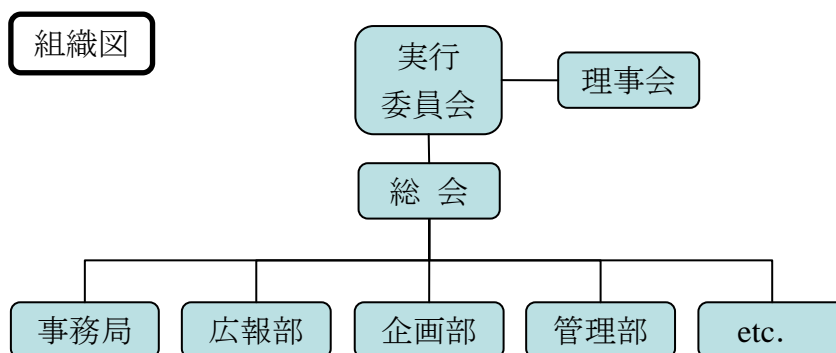 組織図
実行
委員会
理事会
総 会
事務局
広報部
企画部
管理部
etc.